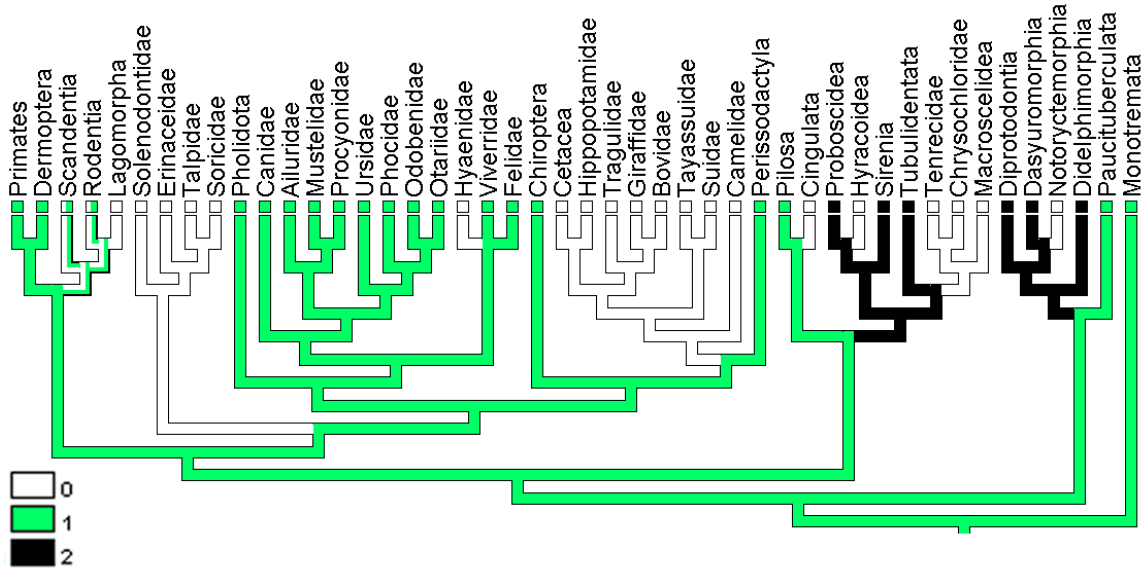 Primates
Dermoptera
Scandentia
Rodentia
Lagomorpha
Solenodontidae
Erinaceidae
Talpidae
Soricidae
Pholidota
Canidae
Ailuridae
Mustelidae
Procyonidae
Ursidae
Phocidae
Odobenidae
Otariidae
Hyaenidae
Viverridae
Felidae
Chiroptera
Cetacea
Hippopotamidae
Tragulidae
Giraffidae
Bovidae
Tayassuidae
Suidae
Camelidae
Perissodactyla
Pilosa
Cingulata
Proboscidea
Hyracoidea
Sirenia
Tubulidentata
Tenrecidae
Chrysochloridae
Macroscelidea
Diprotodontia
Dasyuromorphia
Notoryctemorphia
Didelphimorphia
Paucituberculata
Monotremata
0
1
2